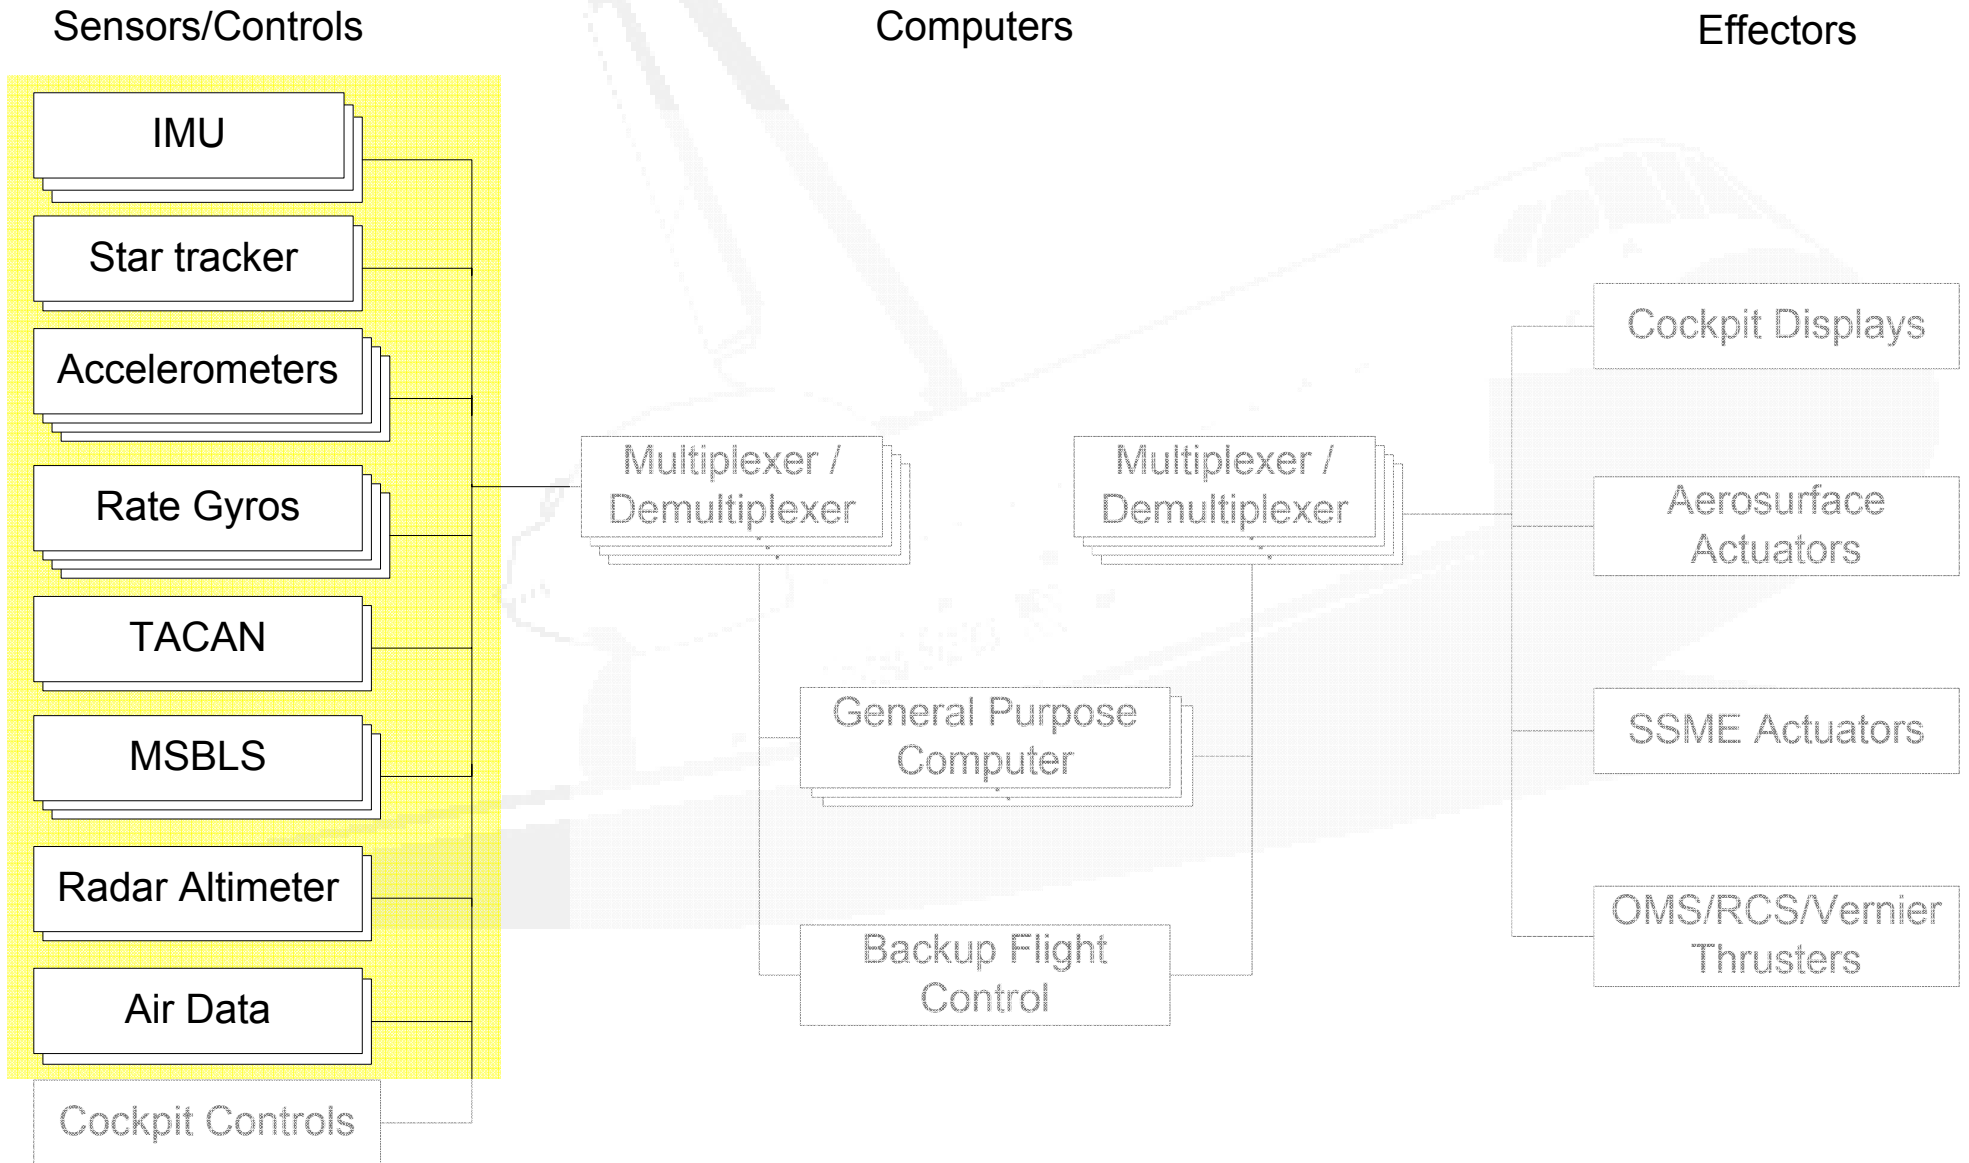 Sensors/Controls
Computers
Effectors
IMU
Star tracker
Accelerometers
Rate Gyros
TACAN
MSBLS
Radar Altimeter
Air Data
Cockpit Controls
Multiplexer /
Demultiplexer
Multiplexer /
Demultiplexer
General Purpose
Computer
Backup Flight
Control
Cockpit Displays
Aerosurface
Actuators
SSME Actuators
OMS/RCS/Vernier
Thrusters